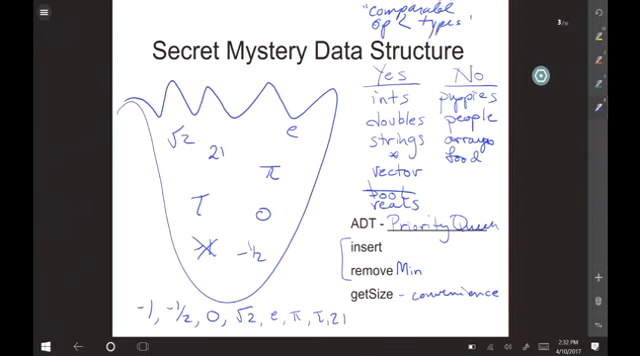 "comparable
op < types"
3/10
Secret Mystery Data Structure
Yes No
ints puppies
doubles people
strings arrays
* food
vector
bool
reals
√2 e
21
π
τ 0
-1/2
ADT - Priority Queue
insert
remove Min
getSize - convenience
-1, -1/2, 0, √2, e, π, τ, 21
2:32 PM
4/10/2017